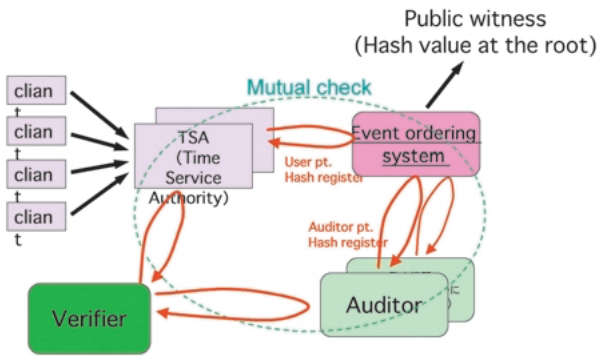 Public witness
(Hash value at the root)
Mutual check
clian
t
clian
t
clian
t
clian
t
TSA
(Time
Service
Authority)
Event ordering
system
User pt.
Hash register
Auditor pt.
Hash register
Auditor
Verifier